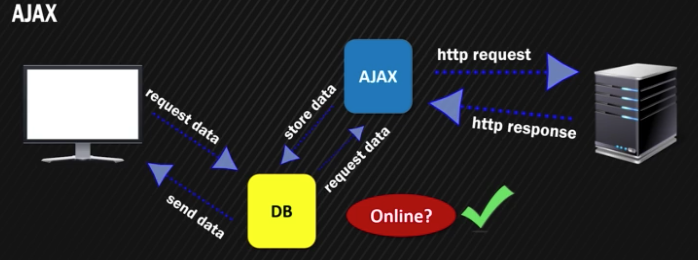 AJAX
AJAX
http request
http response
request data
store data
request data
send data
DB
Online?